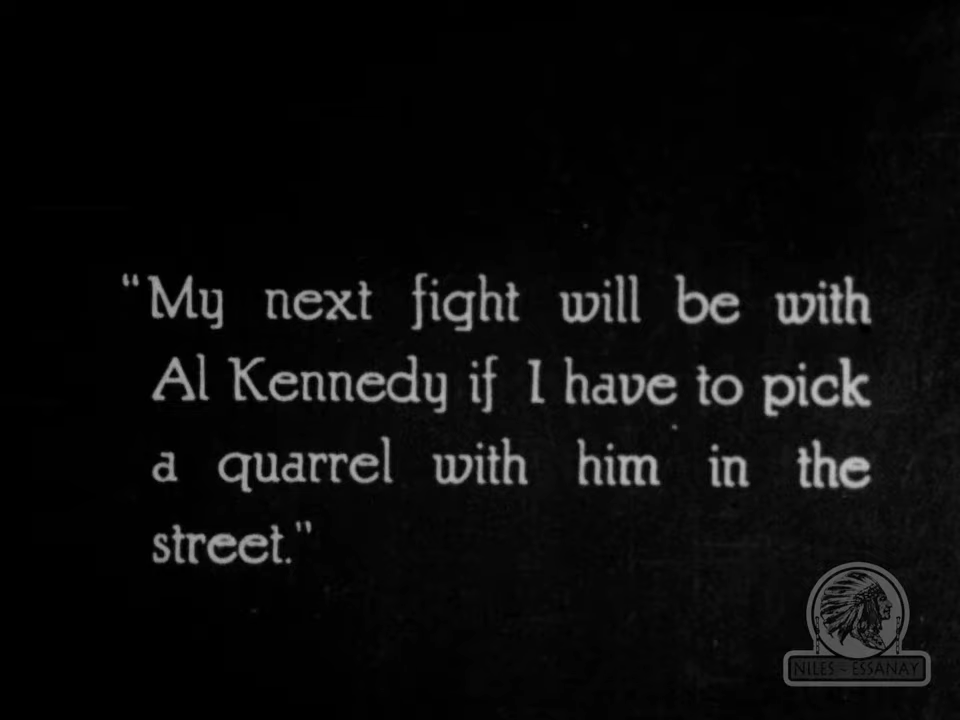 "My next fight will be with
Al Kennedy if I have to pick
a quarrel with him in the
street."
NILES - ESSANAY